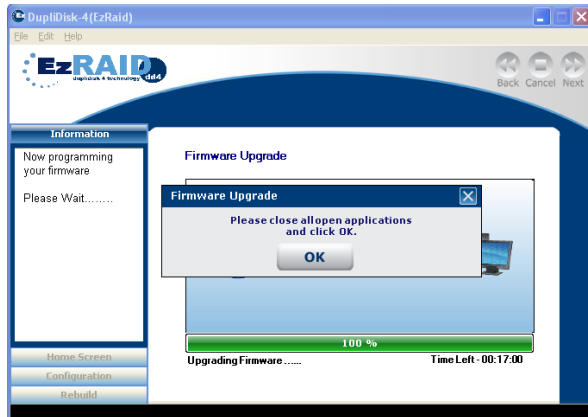 DupliDisk-4(EzRaid)
File Edit Help
EzRAID
duplidisk 4 technology dd4
Back Cancel Next
Information
Now programming
your firmware
Please Wait........
Firmware Upgrade
Firmware Upgrade
Please close all open applications
and click OK.
OK
100 %
Upgrading Firmware ......
Time Left - 00:17:00
Home Screen
Configuration
Rebuild